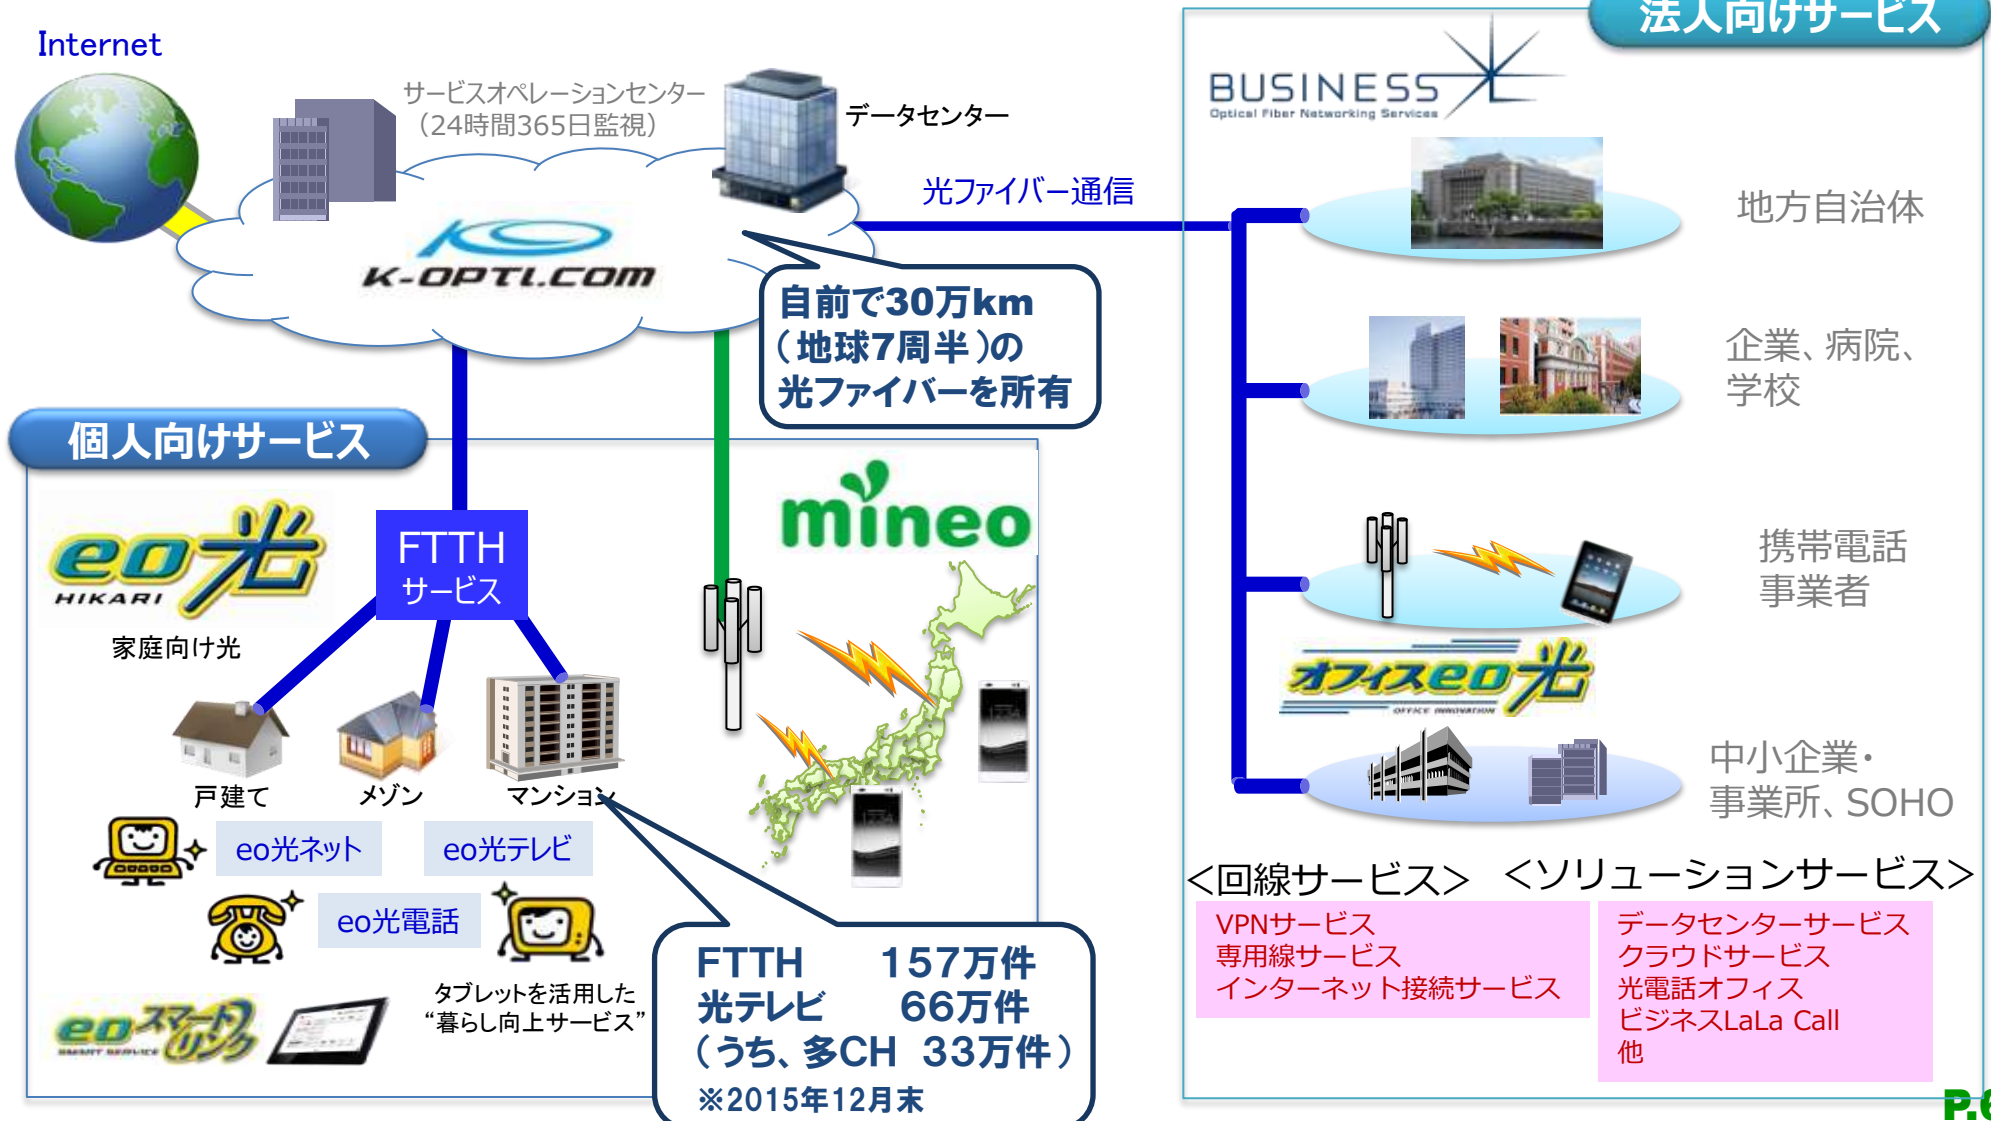 Internet
サービスオペレーションセンター
（24時間365日監視）
データセンター
K-OPTI.COM
光ファイバー通信
自前で30万km
（地球7周半）の
光ファイバーを所有
個人向けサービス
eo光
HIKARI
家庭向け光
FTTH
サービス
mineo
戸建て
メゾン
マンション
eo光ネット
eo光テレビ
eo光電話
eoスマートリンク
SMART SERVICE
タブレットを活用した
“暮らし向上サービス”
FTTH 157万件
光テレビ 66万件
（うち、多CH 33万件）
※2015年12月末
法人向けサービス
BUSINESS
Optical Fiber Networking Services
地方自治体
企業、病院、
学校
携帯電話
事業者
オフィスeo光
OFFICE INNOVATION
中小企業・
事業所、SOHO
＜回線サービス＞
VPNサービス
専用線サービス
インターネット接続サービス
＜ソリューションサービス＞
データセンターサービス
クラウドサービス
光電話オフィス
ビジネスLaLa Call
他
P.6